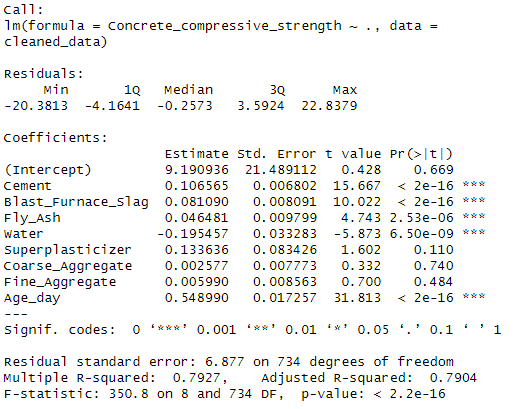 Call:
lm(formula = Concrete_compressive_strength ~ ., data =
cleaned_data)
Residuals:
Min 1Q Median 3Q Max
-20.3813 -4.1641 -0.2573 3.5924 22.8379
Coefficients:
Estimate Std. Error t value Pr(>|t|)
(Intercept) 9.190936 21.489112 0.428 0.669
Cement 0.106565 0.006802 15.667 < 2e-16 ***
Blast_Furnace_Slag 0.081090 0.008091 10.022 < 2e-16 ***
Fly_Ash 0.046481 0.009799 4.743 2.53e-06 ***
Water -0.195457 0.033283 -5.873 6.50e-09 ***
Superplasticizer 0.133636 0.083426 1.602 0.110
Coarse_Aggregate 0.002577 0.007773 0.332 0.740
Fine_Aggregate 0.005990 0.008563 0.700 0.484
Age_day 0.548990 0.017257 31.813 < 2e-16 ***
---
Signif. codes: 0 ‘***’ 0.001 ‘**’ 0.01 ‘*’ 0.05 ‘.’ 0.1 ‘ ’ 1
Residual standard error: 6.877 on 734 degrees of freedom
Multiple R-squared: 0.7927, Adjusted R-squared: 0.7904
F-statistic: 350.8 on 8 and 734 DF, p-value: < 2.2e-16